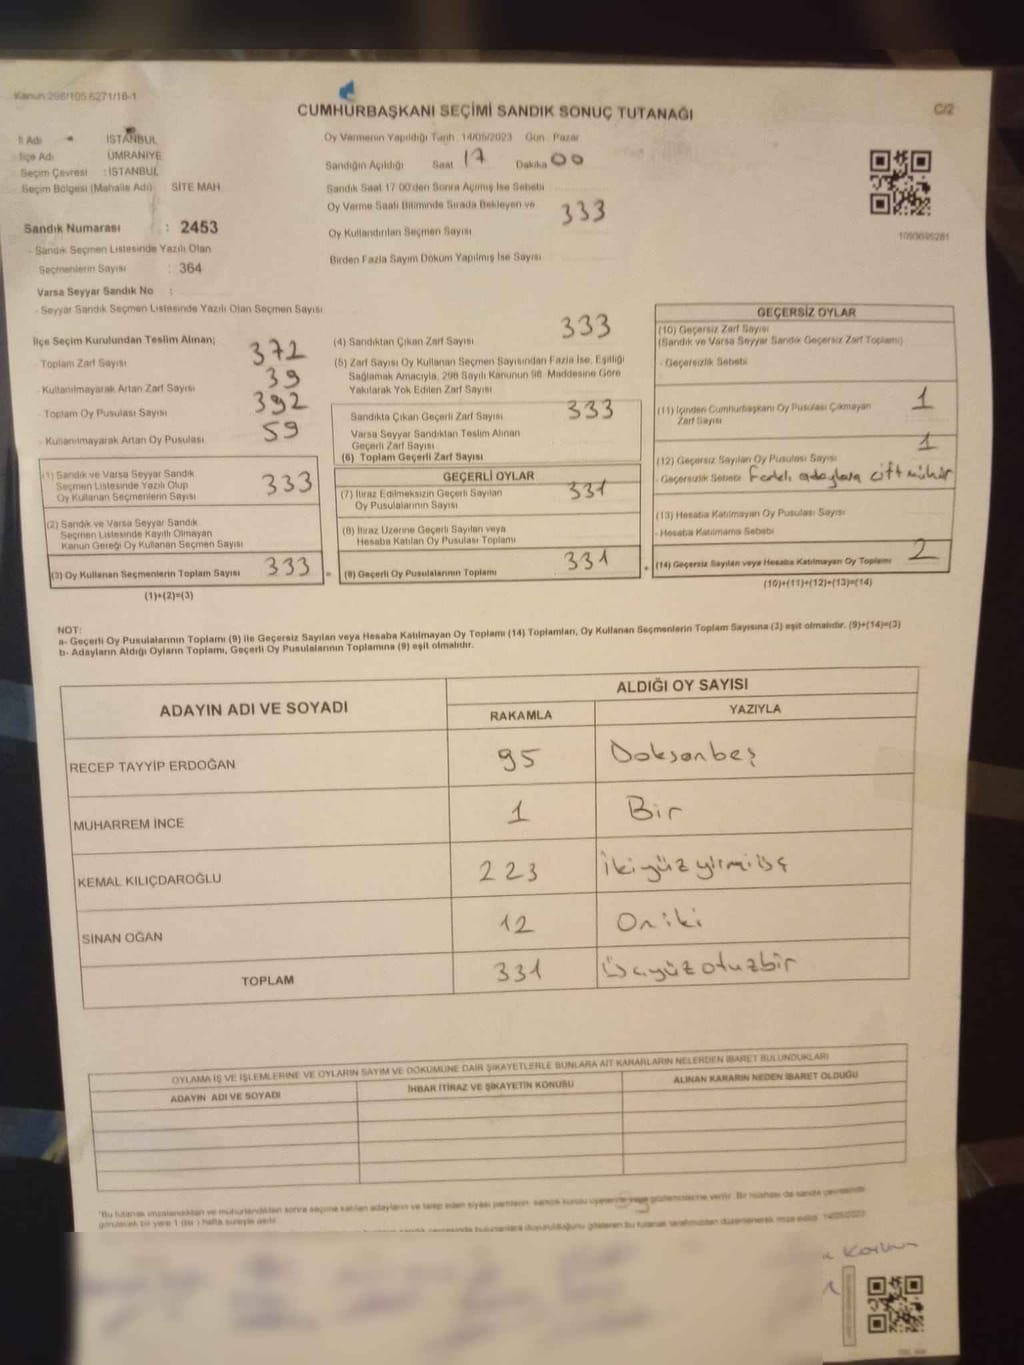 Kanun 298/105 6271/16-1
CUMHURBAŞKANI SEÇİMİ SANDIK SONUÇ TUTANAĞI
C/2
İl Adı İSTANBUL
İlçe Adı ÜMRANİYE
Seçim Çevresi : İSTANBUL
Seçim Bölgesi (Mahalle Adı) SİTE MAH
Sandık Numarası : 2453
- Sandık Seçmen Listesinde Yazılı Olan
Seçmenlerin Sayısı : 364
Varsa Seyyar Sandık No :
- Seyyar Sandık Seçmen Listesinde Yazılı Olan Seçmen Sayısı
Oy Vermenin Yapıldığı Tarih 14/05/2023 Gün Pazar
Sandığın Açıldığı Saat 17 Dakika 00
Sandık Saat 17 00'den Sonra Açılmış İse Sebebi
Oy Verme Saati Bitiminde Sırada Bekleyen ve
Oy Kullandırılan Seçmen Sayısı 333
Birden Fazla Sayım Döküm Yapılmış İse Sayısı
1093695281
İlçe Seçim Kurulundan Teslim Alınan;
- Toplam Zarf Sayısı 372
- Kullanılmayarak Artan Zarf Sayısı 39
- Toplam Oy Pusulası Sayısı 392
- Kullanılmayarak Artan Oy Pusulası 59
(1) Sandık ve Varsa Seyyar Sandık
Seçmen Listesinde Yazılı Olup
Oy Kullanan Seçmenlerin Sayısı 333
(2) Sandık ve Varsa Seyyar Sandık
Seçmen Listesinde Kayıtlı Olmayan
Kanun Gereği Oy Kullanan Seçmen Sayısı
(3) Oy Kullanan Seçmenlerin Toplam Sayısı 333
(1)+(2)=(3)
(4) Sandıktan Çıkan Zarf Sayısı 333
(5) Zarf Sayısı Oy Kullanan Seçmen Sayısından Fazla İse, Eşitliği
Sağlamak Amacıyla, 298 Sayılı Kanunun 98. Maddesine Göre
Yakılarak Yok Edilen Zarf Sayısı
Sandıkta Çıkan Geçerli Zarf Sayısı 333
Varsa Seyyar Sandıktan Teslim Alınan
Geçerli Zarf Sayısı
(6) Toplam Geçerli Zarf Sayısı
GEÇERLİ OYLAR
(7) İtiraz Edilmeksizin Geçerli Sayılan
Oy Pusulalarının Sayısı 331
(8) İtiraz Üzerine Geçerli Sayılan veya
Hesaba Katılan Oy Pusulası Toplamı
(9) Geçerli Oy Pusulalarının Toplamı 331
GEÇERSİZ OYLAR
(10) Geçersiz Zarf Sayısı
(Sandık ve Varsa Seyyar Sandık Geçersiz Zarf Toplamı)
- Geçersizlik Sebebi
(11) İçinden Cumhurbaşkanı Oy Pusulası Çıkmayan
Zarf Sayısı 1
(12) Geçersiz Sayılan Oy Pusulası Sayısı 1
- Geçersizlik Sebebi Farklı adaylara çift mühür
(13) Hesaba Katılmayan Oy Pusulası Sayısı
- Hesaba Katılmama Sebebi
(14) Geçersiz Sayılan veya Hesaba Katılmayan Oy Toplamı 2
(10)+(11)+(12)+(13)=(14)
NOT:
a- Geçerli Oy Pusulalarının Toplamı (9) ile Geçersiz Sayılan veya Hesaba Katılmayan Oy Toplamı (14) Toplamları, Oy Kullanan Seçmenlerin Toplam Sayısına (3) eşit olmalıdır. (9)+(14)=(3)
b- Adayların Aldığı Oyların Toplamı, Geçerli Oy Pusulalarının Toplamına (9) eşit olmalıdır.
ADAYIN ADI VE SOYADI
ALDIĞI OY SAYISI
RAKAMLA YAZIYLA
RECEP TAYYİP ERDOĞAN 95 Doksanbeş
MUHARREM İNCE 1 Bir
KEMAL KILIÇDAROĞLU 223 İkiyüzyirmiüç
SİNAN OĞAN 12 Oniki
TOPLAM 331 Üçyüzotuzbir
OYLAMA İŞ VE İŞLEMLERİNE VE OYLARIN SAYIM VE DÖKÜMÜNE DAİR ŞİKAYETLERLE BUNLARA AİT KARARLARIN NELERDEN İBARET BULUNDUKLARI
ADAYIN ADI VE SOYADI İHBAR İTİRAZ VE ŞİKAYETİN KONUSU ALINAN KARARIN NEDEN İBARET OLDUĞU